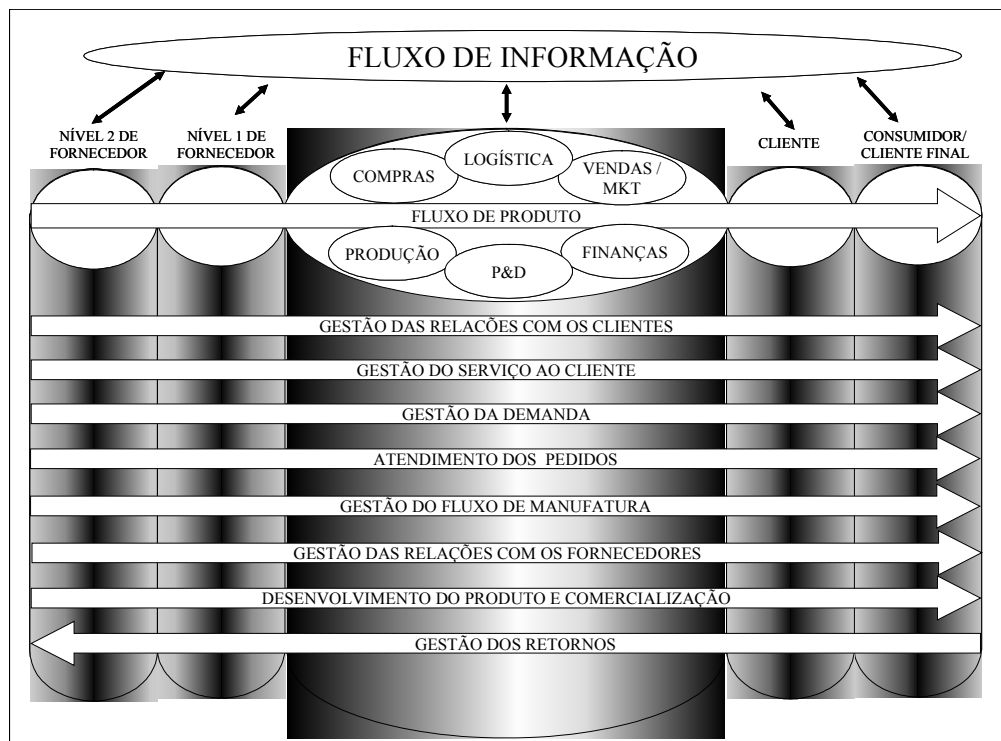 FLUXO DE INFORMAÇÃO
NÍVEL 2 DE
FORNECEDOR
NÍVEL 1 DE
FORNECEDOR
COMPRAS
LOGÍSTICA
VENDAS /
MKT
CLIENTE
CONSUMIDOR/
CLIENTE FINAL
FLUXO DE PRODUTO
PRODUÇÃO
P&D
FINANÇAS
GESTÃO DAS RELAÇÕES COM OS CLIENTES
GESTÃO DO SERVIÇO AO CLIENTE
GESTÃO DA DEMANDA
ATENDIMENTO DOS PEDIDOS
GESTÃO DO FLUXO DE MANUFATURA
GESTÃO DAS RELAÇÕES COM OS FORNECEDORES
DESENVOLVIMENTO DO PRODUTO E COMERCIALIZAÇÃO
GESTÃO DOS RETORNOS